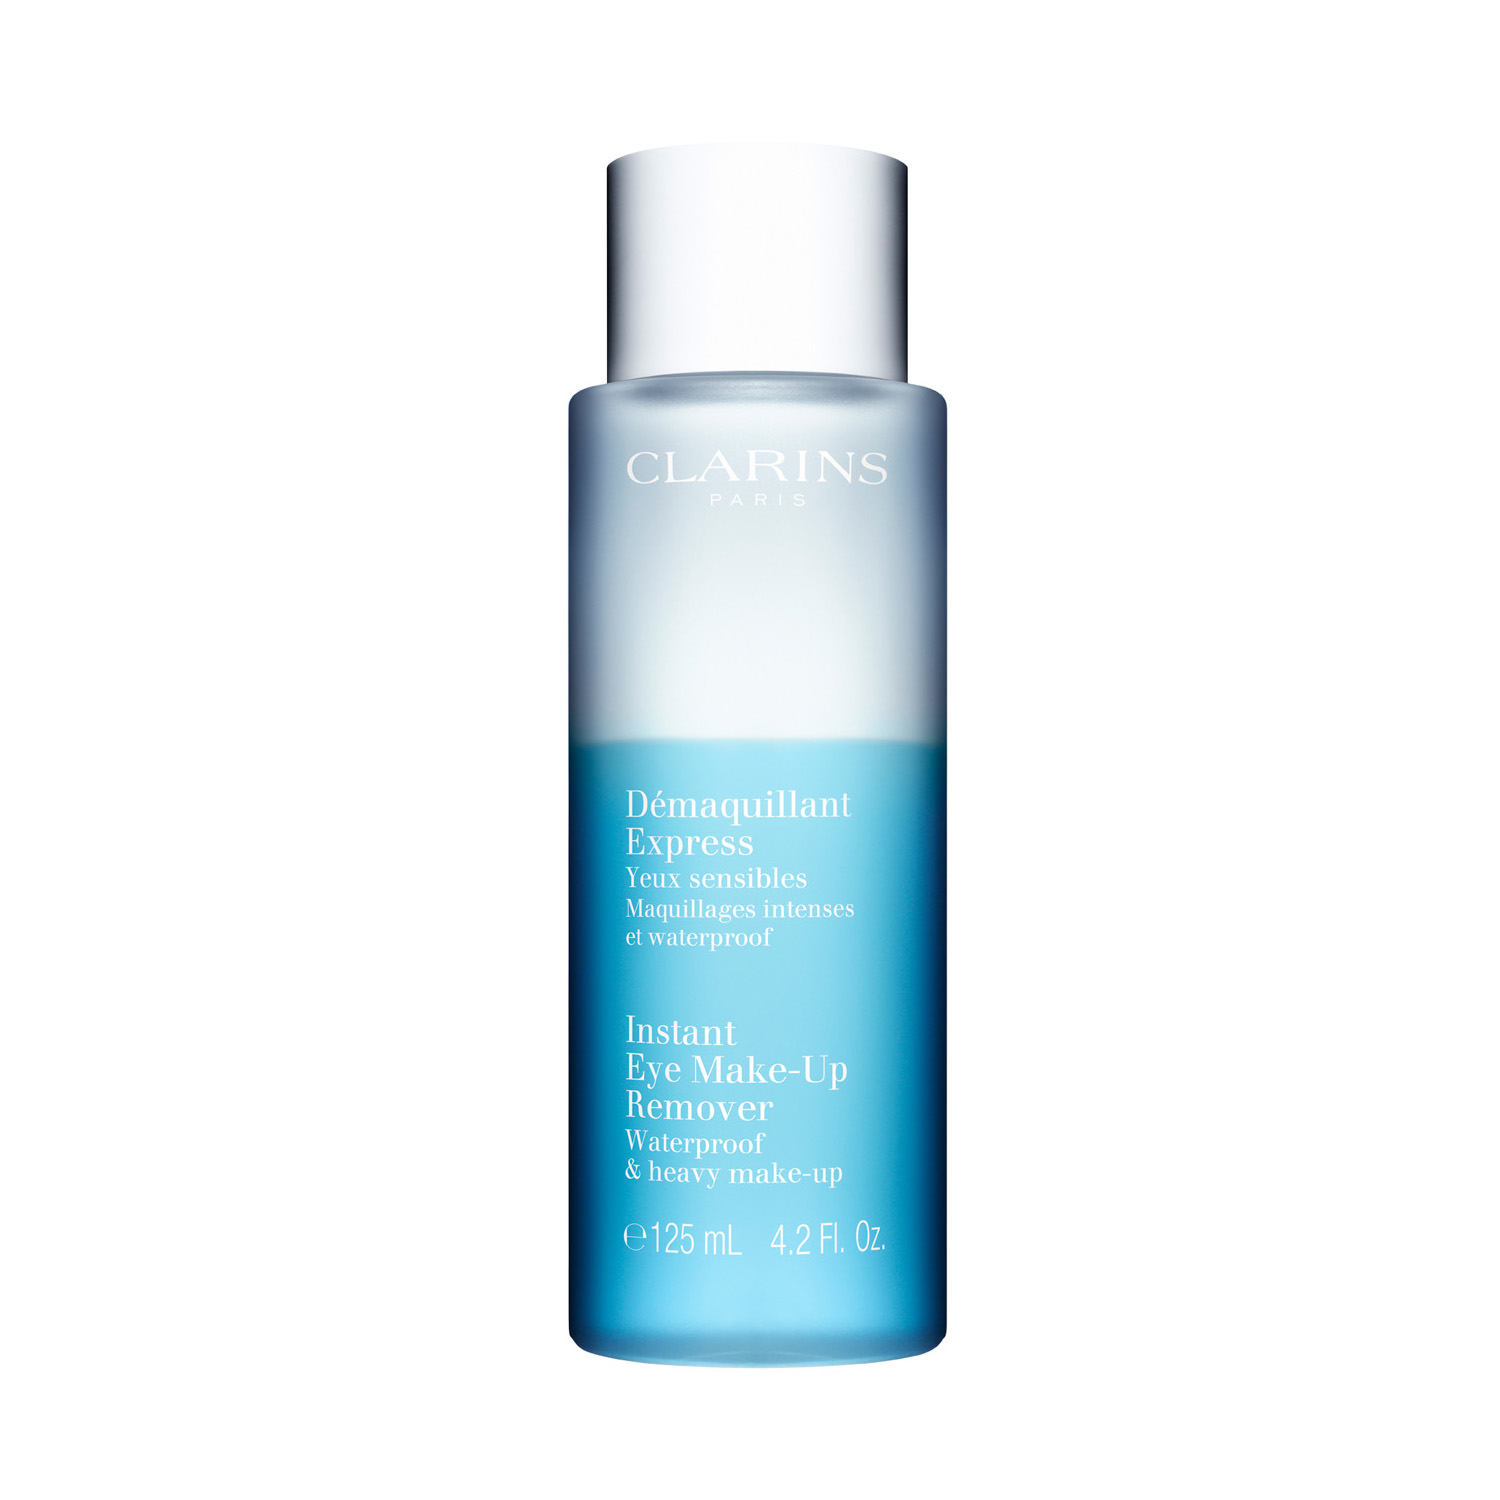 CLARINS
PARIS
Démaquillant
Express
Yeux sensibles
Maquillages intenses
et waterproof
Instant
Eye Make-Up
Remover
Waterproof
& heavy make-up
℮125 mL 4.2 Fl. Oz.